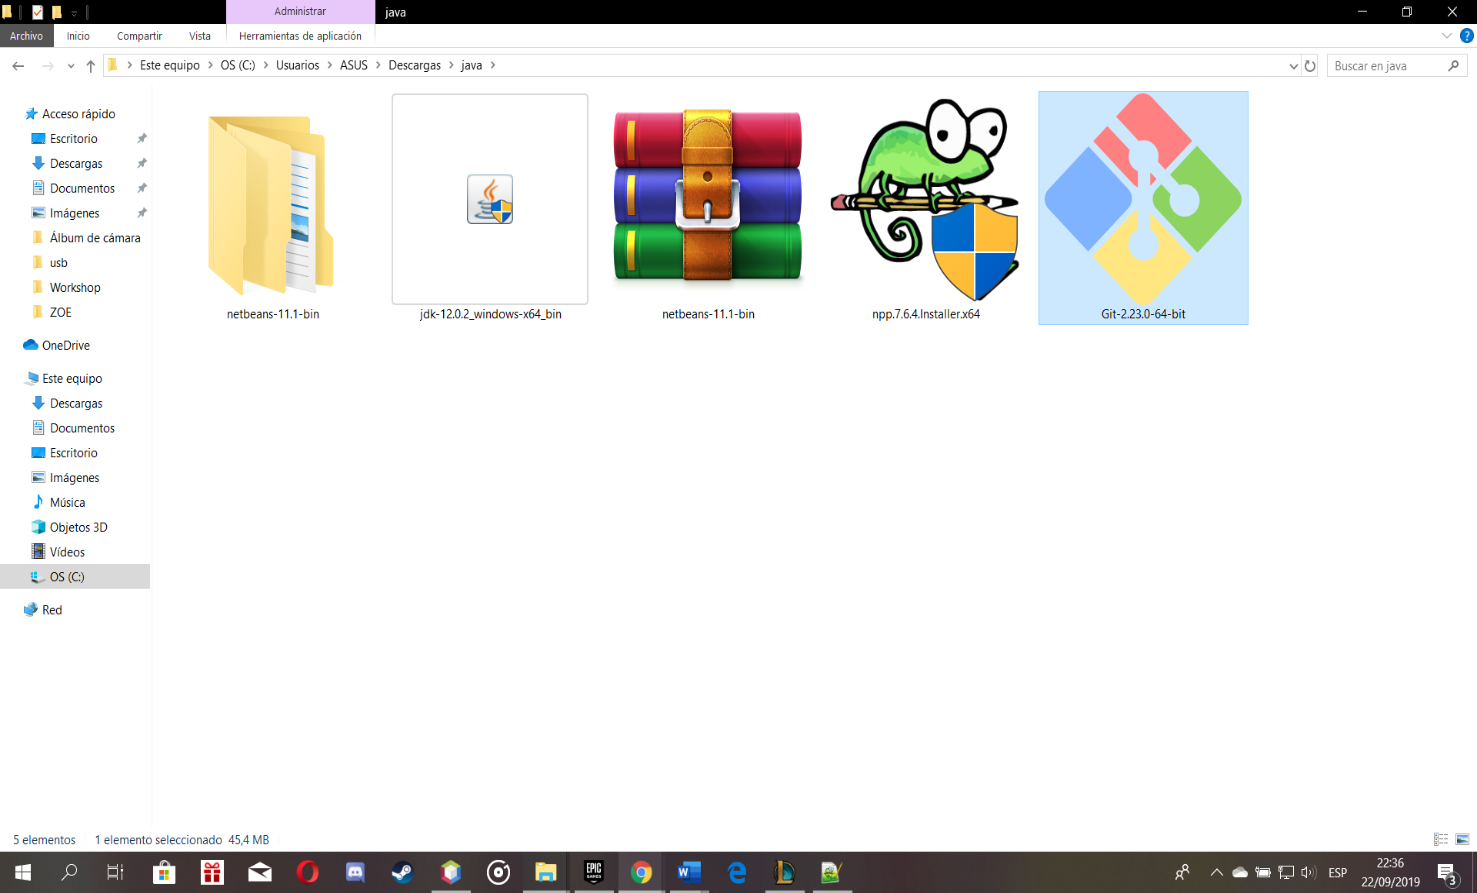 Administrar
java
Archivo
Inicio
Compartir
Vista
Herramientas de aplicación
Este equipo
OS (C:)
Usuarios
ASUS
Descargas
java
Buscar en java
Acceso rápido
Escritorio
Descargas
Documentos
Imágenes
Álbum de cámara
usb
Workshop
ZOE
OneDrive
Este equipo
Descargas
Documentos
Escritorio
Imágenes
Música
Objetos 3D
Vídeos
OS (C:)
Red
netbeans-11.1-bin
jdk-12.0.2_windows-x64_bin
netbeans-11.1-bin
npp.7.6.4.Installer.x64
Git-2.23.0-64-bit
5 elementos
1 elemento seleccionado 45,4 MB
EPIC
GAMES
ESP
22:36
22/09/2019
3